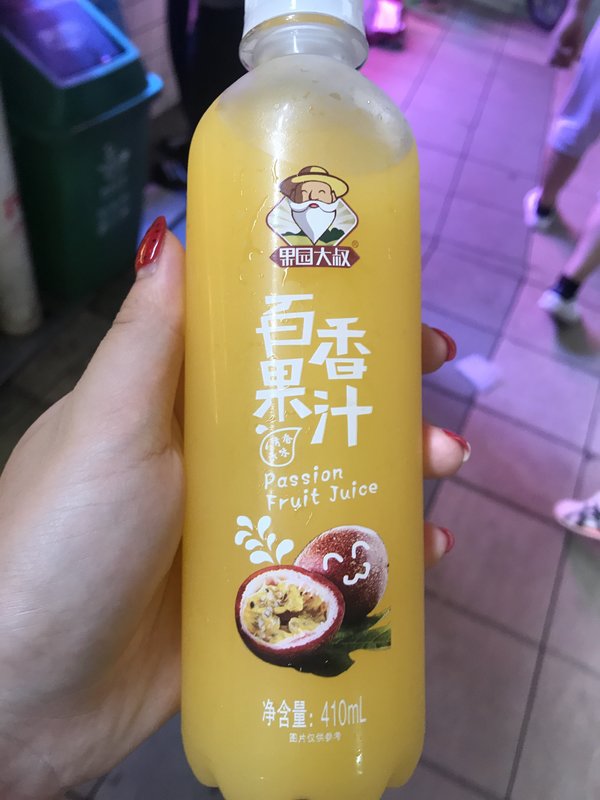 果园大叔
®
百香
果汁
Passion
Fruit Juice
净含量：410mL
图片仅供参考